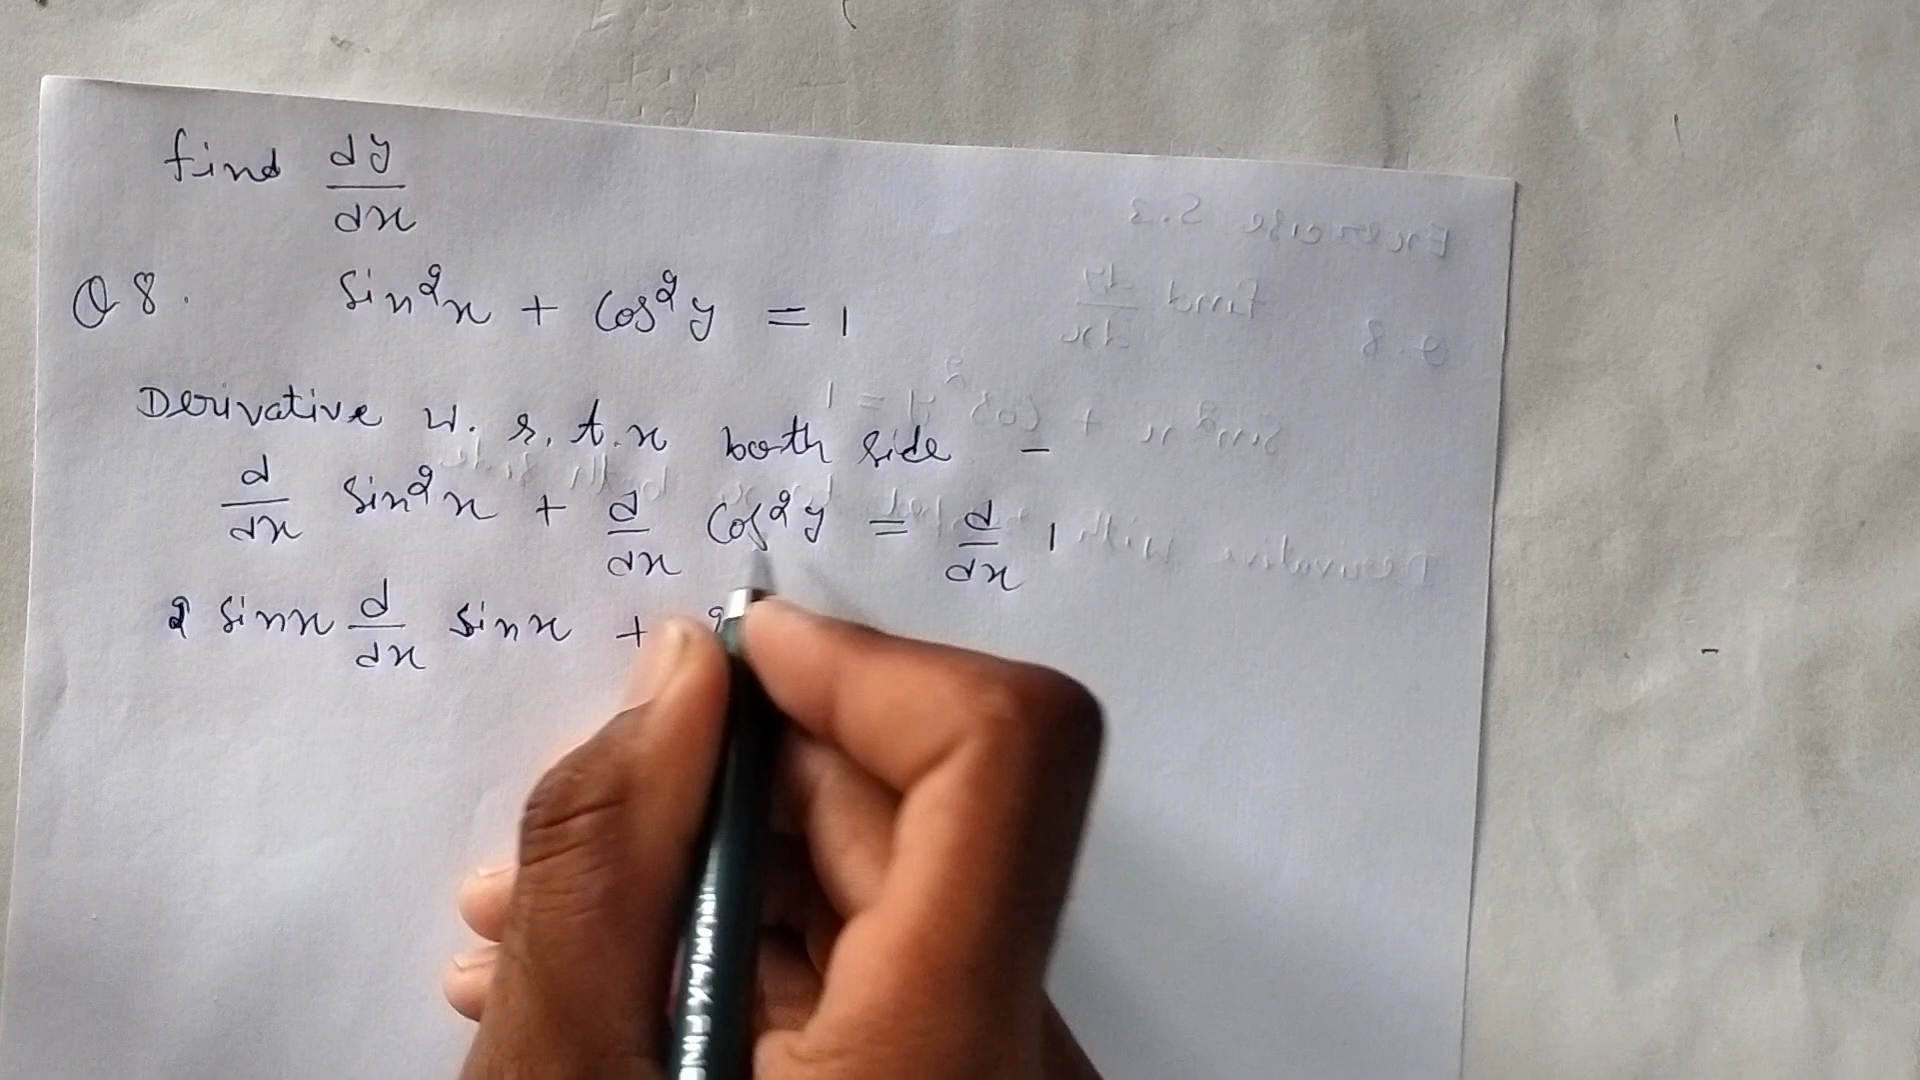 find dy/dx
Q 8. Sin²x + Cos²y = 1
Derivative w. r. t. x both side –
d/dx Sin²x + d/dx Cos²y = d/dx 1
2 Sinx d/dx Sinx + 2